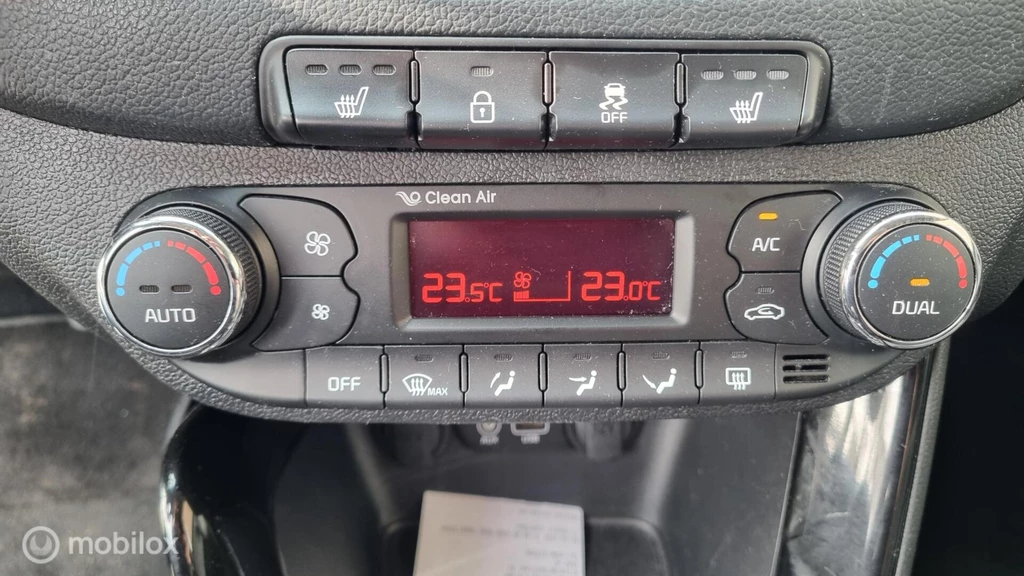 OFF
Clean Air
23.5°C 23.0°C
A/C
AUTO
DUAL
OFF
MAX
mobilox